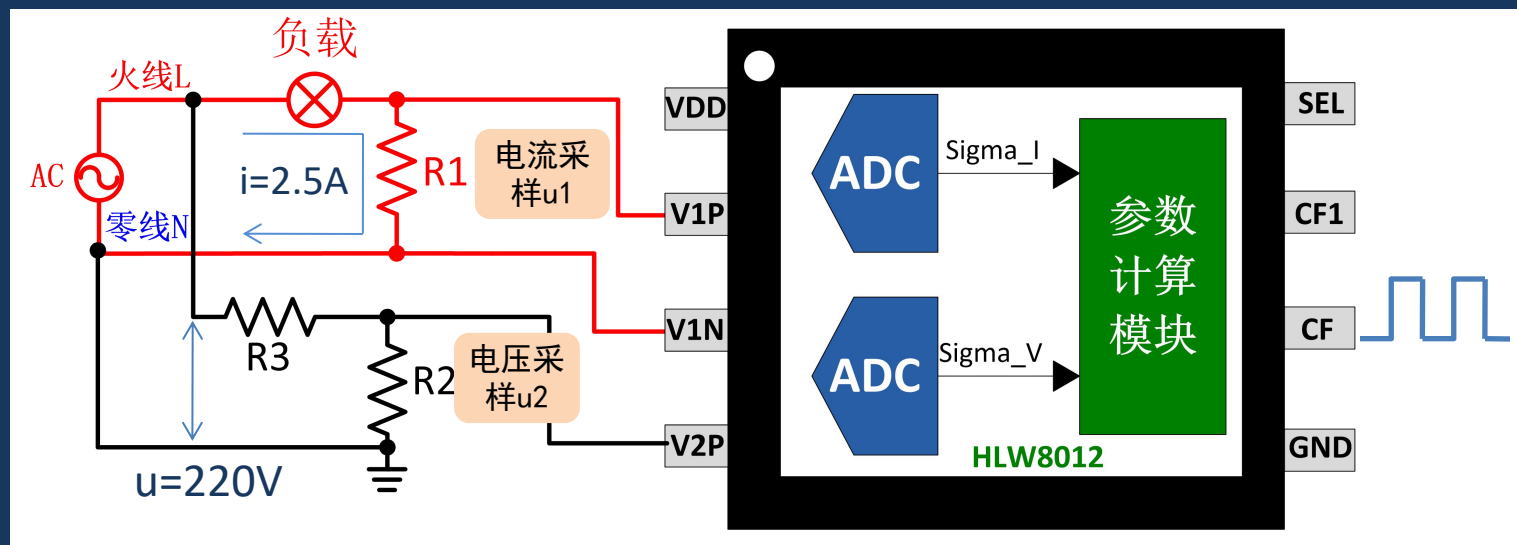 负载
火线L
AC
i=2.5A
R1
电流采
样u1
零线N
R3
R2
电压采
样u2
u=220V
VDD
V1P
V1N
V2P
ADC
Sigma_I
ADC
Sigma_V
参数
计算
模块
HLW8012
SEL
CF1
CF
GND